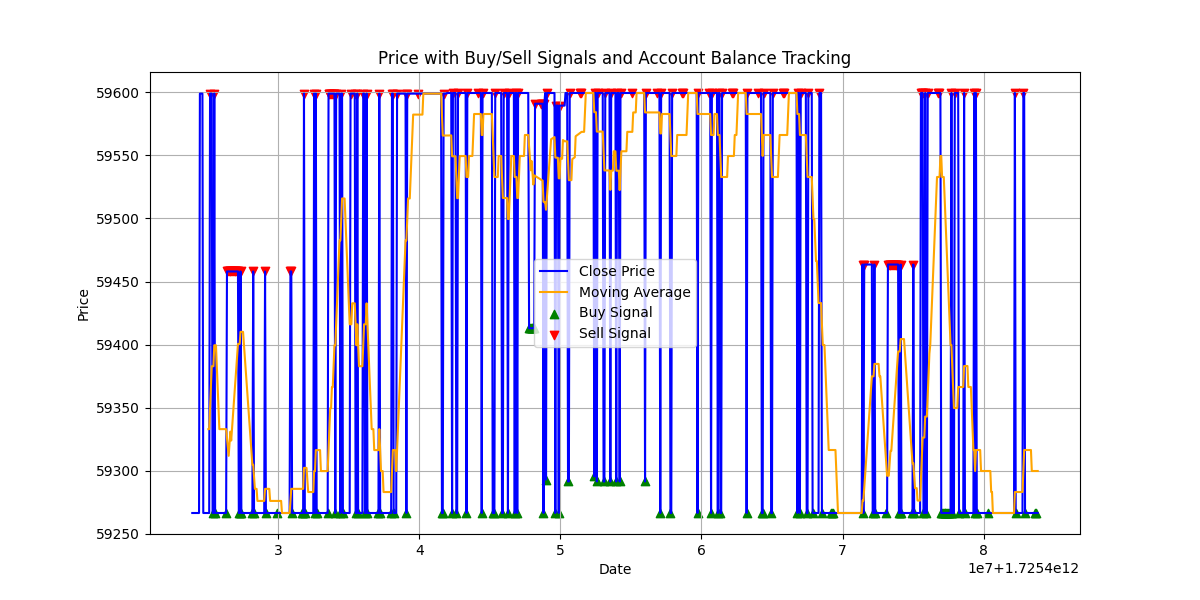 Price with Buy/Sell Signals and Account Balance Tracking
59600
59550
59500
59450
59400
59350
59300
59250
Price
Close Price
Moving Average
Buy Signal
Sell Signal
3 4 5 6 7 8
Date
1e7+1.7254e12